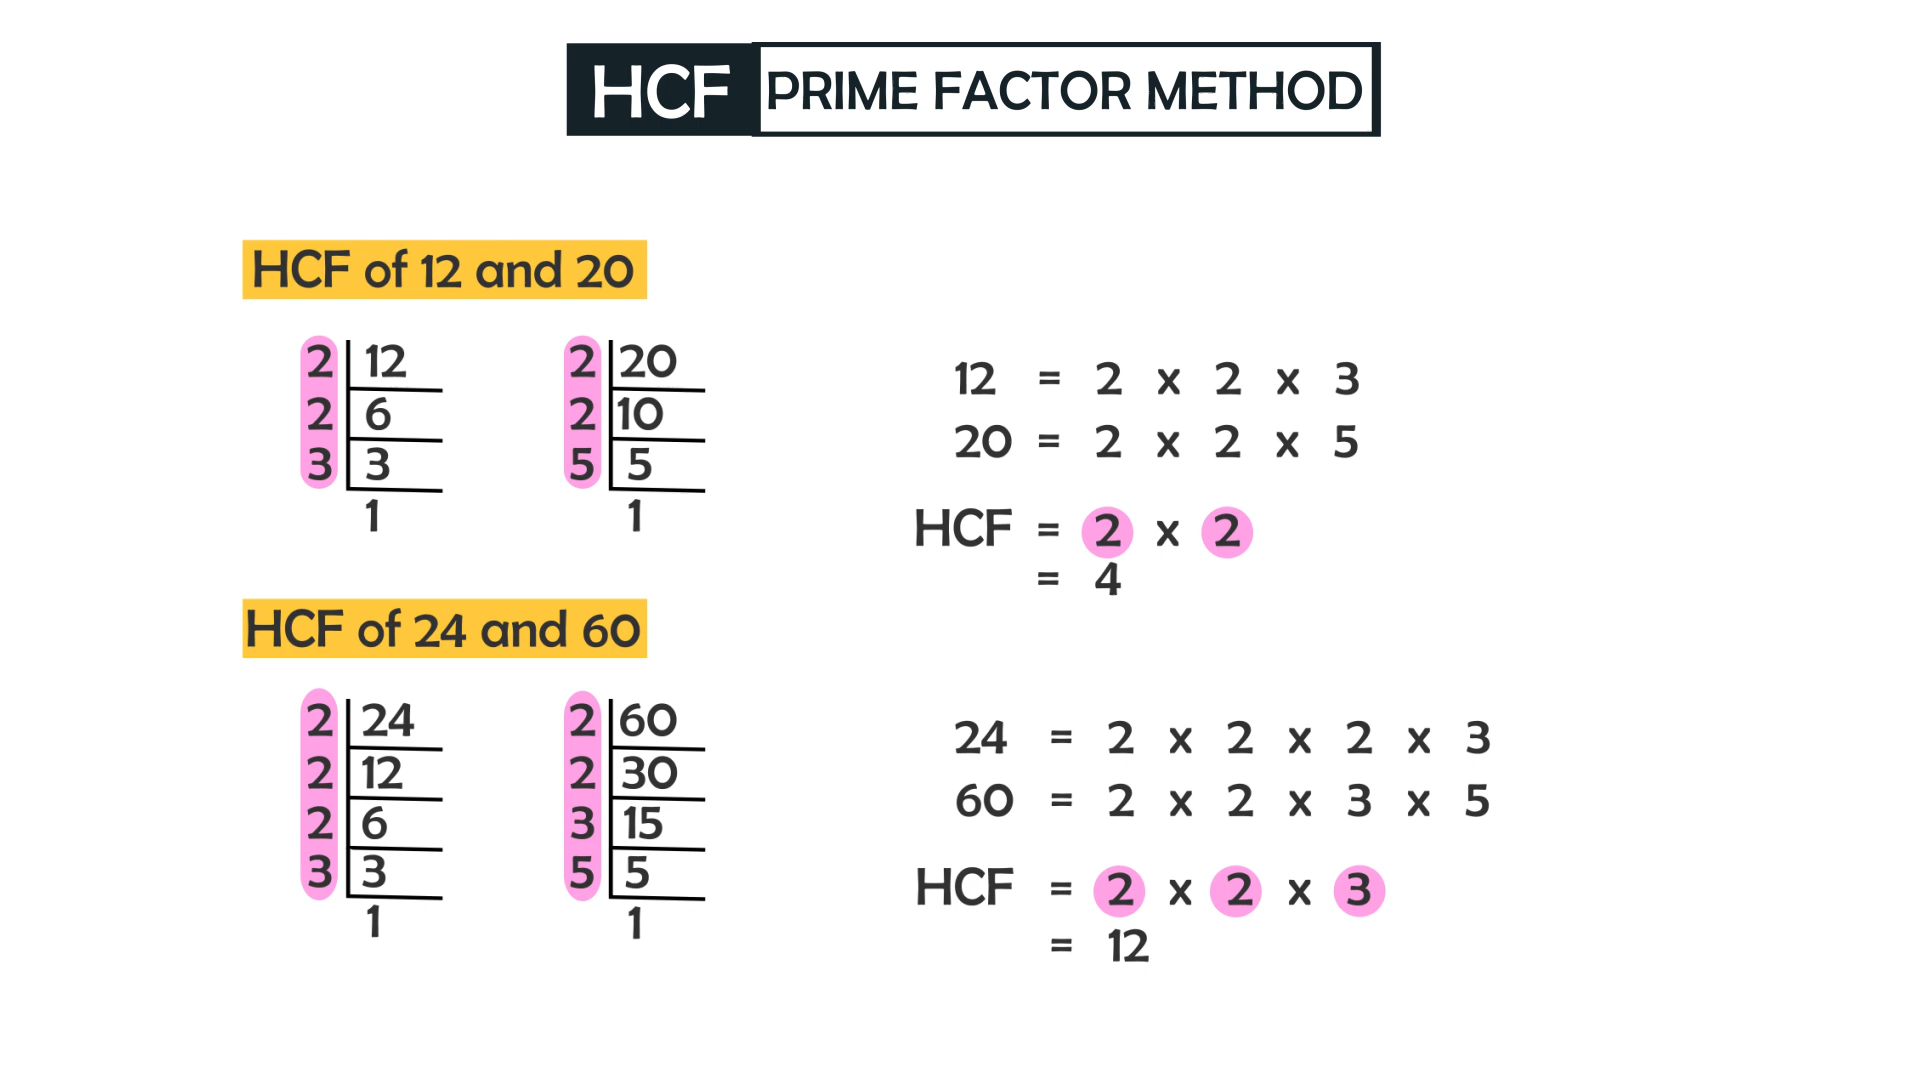 HCF PRIME FACTOR METHOD
HCF of 12 and 20
2 12
2 6
3 3
1
2 20
2 10
5 5
1
12 = 2 x 2 x 3
20 = 2 x 2 x 5
HCF = 2 x 2
= 4
HCF of 24 and 60
2 24
2 12
2 6
3 3
1
2 60
2 30
3 15
5 5
1
24 = 2 x 2 x 2 x 3
60 = 2 x 2 x 3 x 5
HCF = 2 x 2 x 3
= 12